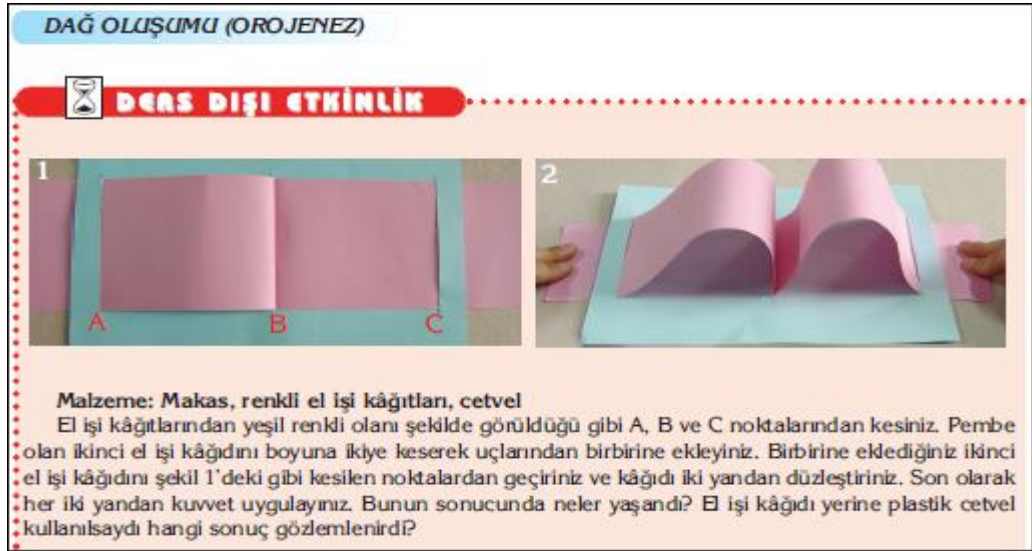 DAĞ OLUŞUMU (OROJENEZ)
DERS DIŞI ETKİNLİK
1
2
A B C
Malzeme: Makas, renkli el işi kâğıtları, cetvel
El işi kâğıtlarından yeşil renkli olanı şekilde görüldüğü gibi A, B ve C noktalarından kesiniz. Pembe
olan ikinci el işi kâğıdını boyuna ikiye keserek uçlarından birbirine ekleyiniz. Birbirine eklediğiniz ikinci
el işi kâğıdını şekil 1'deki gibi kesilen noktalardan geçiriniz ve kâğıdı iki yandan düzleştiriniz. Son olarak
her iki yandan kuvvet uygulayınız. Bunun sonucunda neler yaşandı? El işi kâğıdı yerine plastik cetvel
kullanılsaydı hangi sonuç gözlemlenirdi?